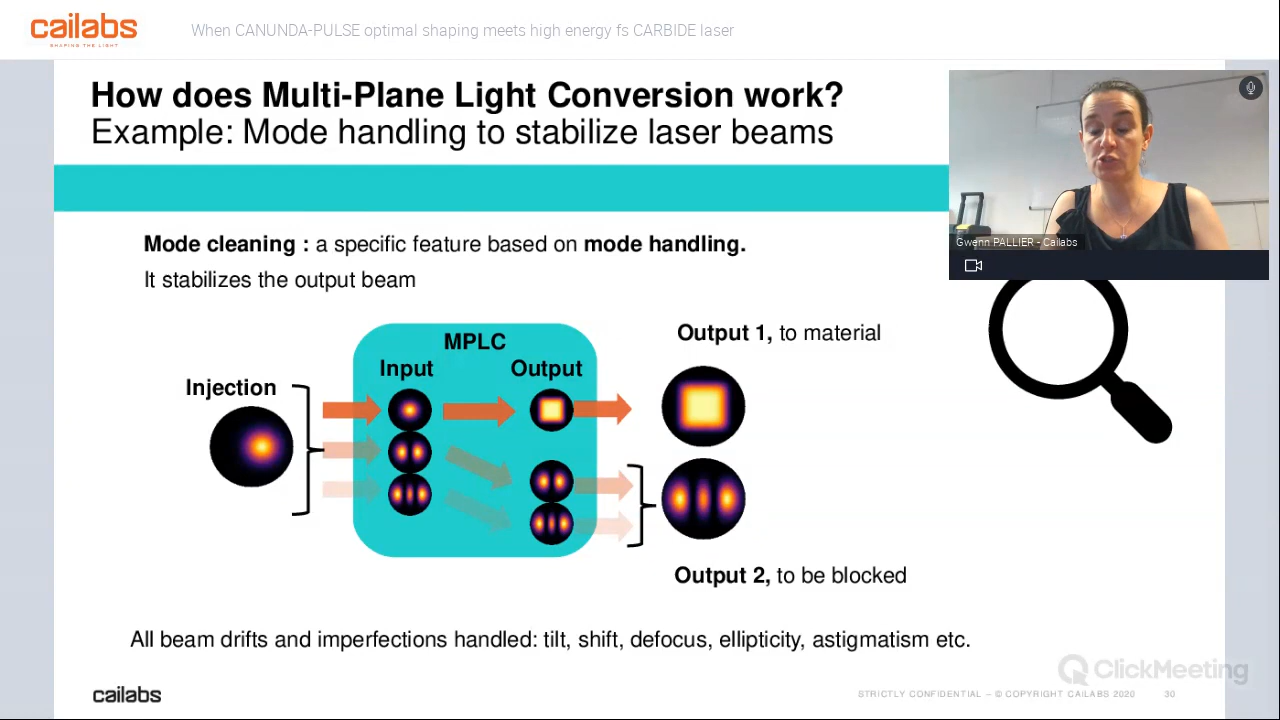 cailabs
SHAPING THE LIGHT
When CANUNDA-PULSE optimal shaping meets high energy fs CARBIDE laser
How does Multi-Plane Light Conversion work?
Example: Mode handling to stabilize laser beams
Gwenn PALLIER - Cailabs
Mode cleaning : a specific feature based on mode handling.
It stabilizes the output beam
MPLC
Input
Output
Injection
Output 1, to material
Output 2, to be blocked
All beam drifts and imperfections handled: tilt, shift, defocus, ellipticity, astigmatism etc.
ClickMeeting
cailabs
STRICTLY CONFIDENTIAL – © COPYRIGHT CAILABS 2020
30